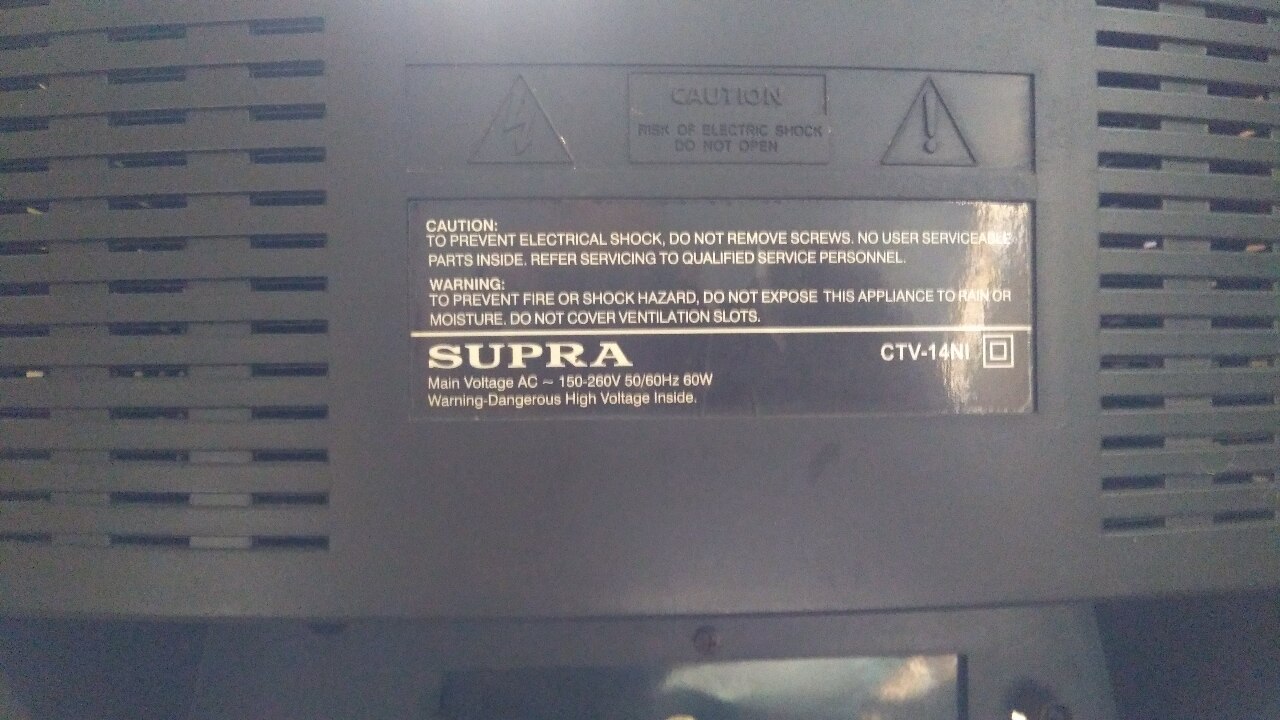 CAUTION
RISK OF ELECTRIC SHOCK
DO NOT OPEN
CAUTION:
TO PREVENT ELECTRICAL SHOCK, DO NOT REMOVE SCREWS. NO USER SERVICEABLE
PARTS INSIDE. REFER SERVICING TO QUALIFIED SERVICE PERSONNEL.
WARNING:
TO PREVENT FIRE OR SHOCK HAZARD, DO NOT EXPOSE THIS APPLIANCE TO RAIN OR
MOISTURE. DO NOT COVER VENTILATION SLOTS.
SUPRA CTV-14NI
Main Voltage AC ~ 150-260V 50/60Hz 60W
Warning-Dangerous High Voltage Inside.